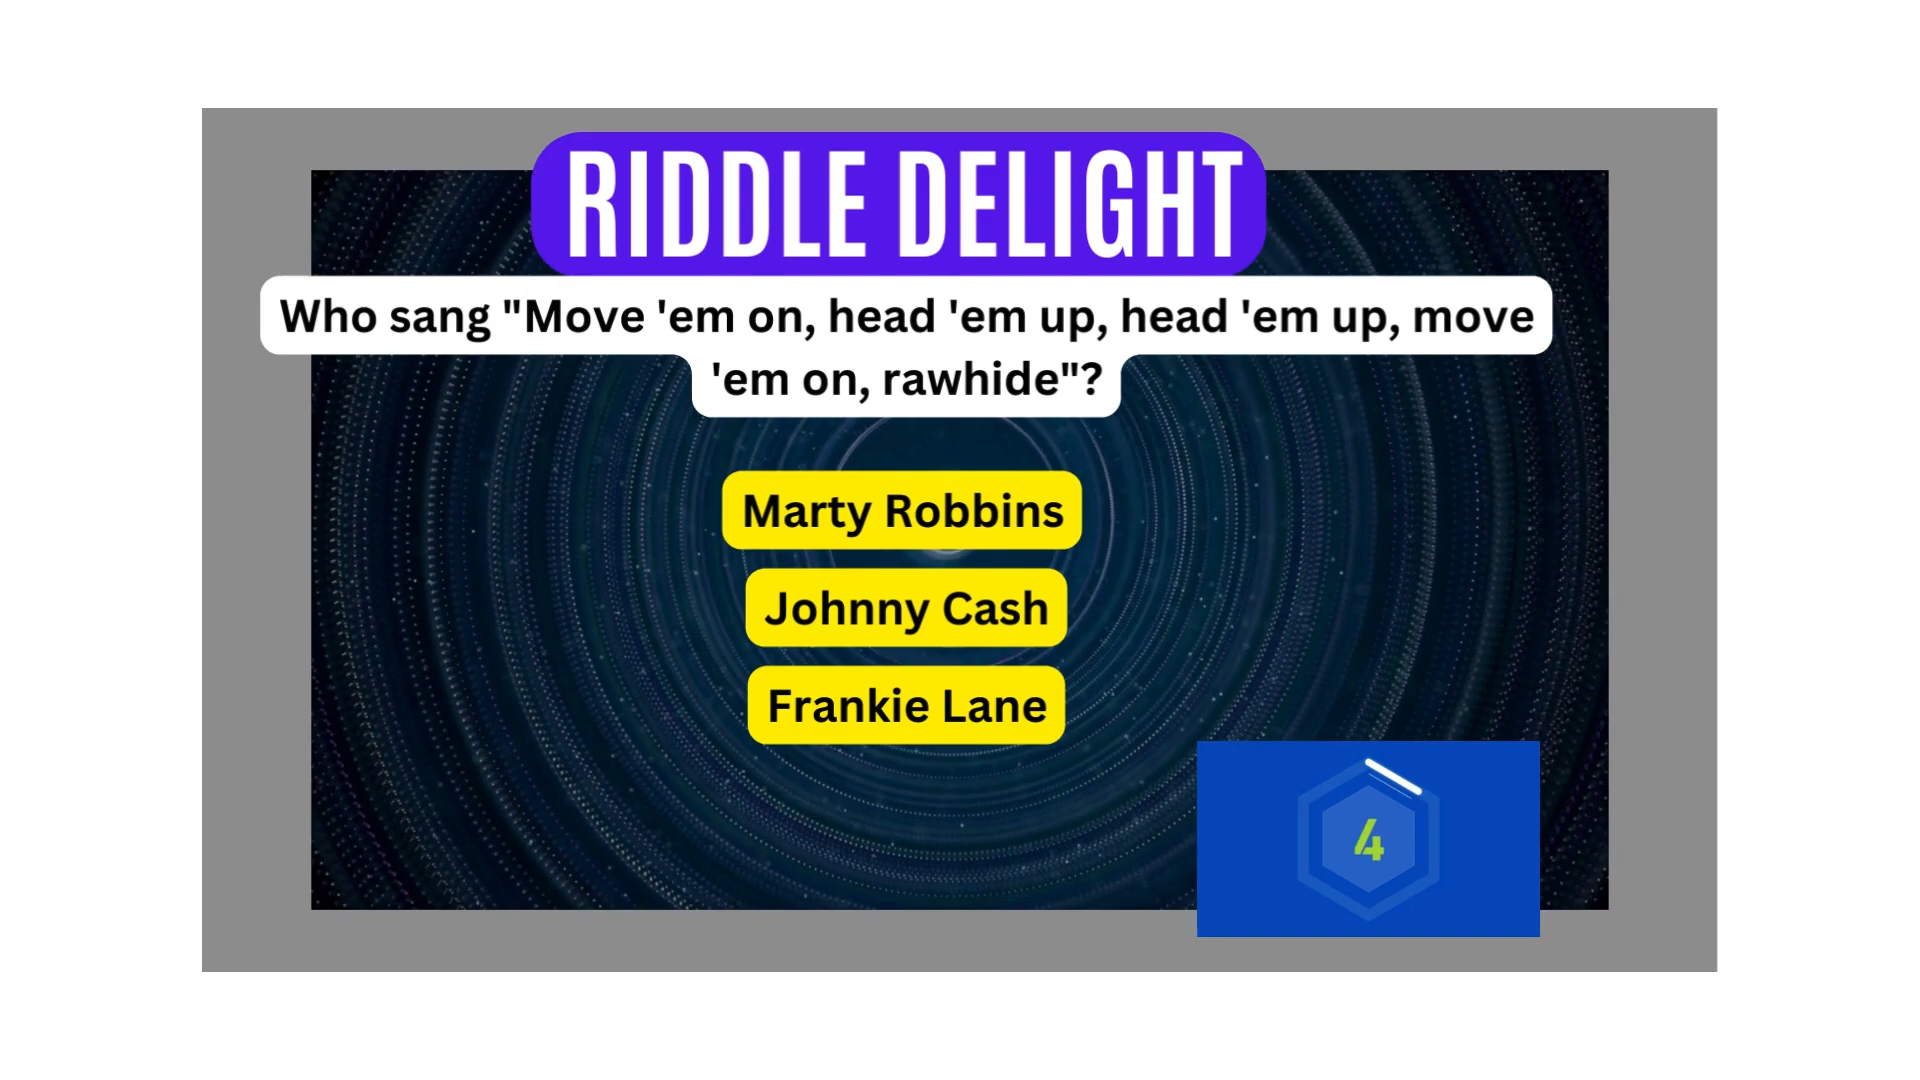 RIDDLE DELIGHT
Who sang "Move 'em on, head 'em up, head 'em up, move
'em on, rawhide"?
Marty Robbins
Johnny Cash
Frankie Lane
4